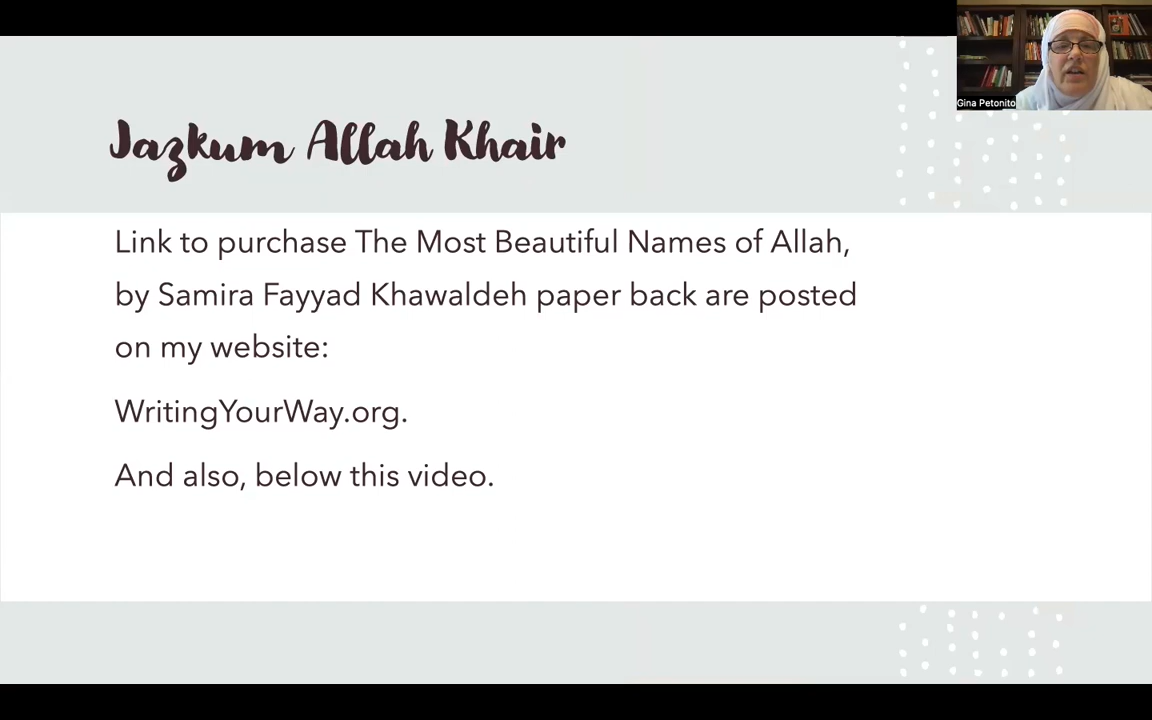 Jazkum Allah Khair
Link to purchase The Most Beautiful Names of Allah,
by Samira Fayyad Khawaldeh paper back are posted
on my website:
WritingYourWay.org.
And also, below this video.
Gina Petonito